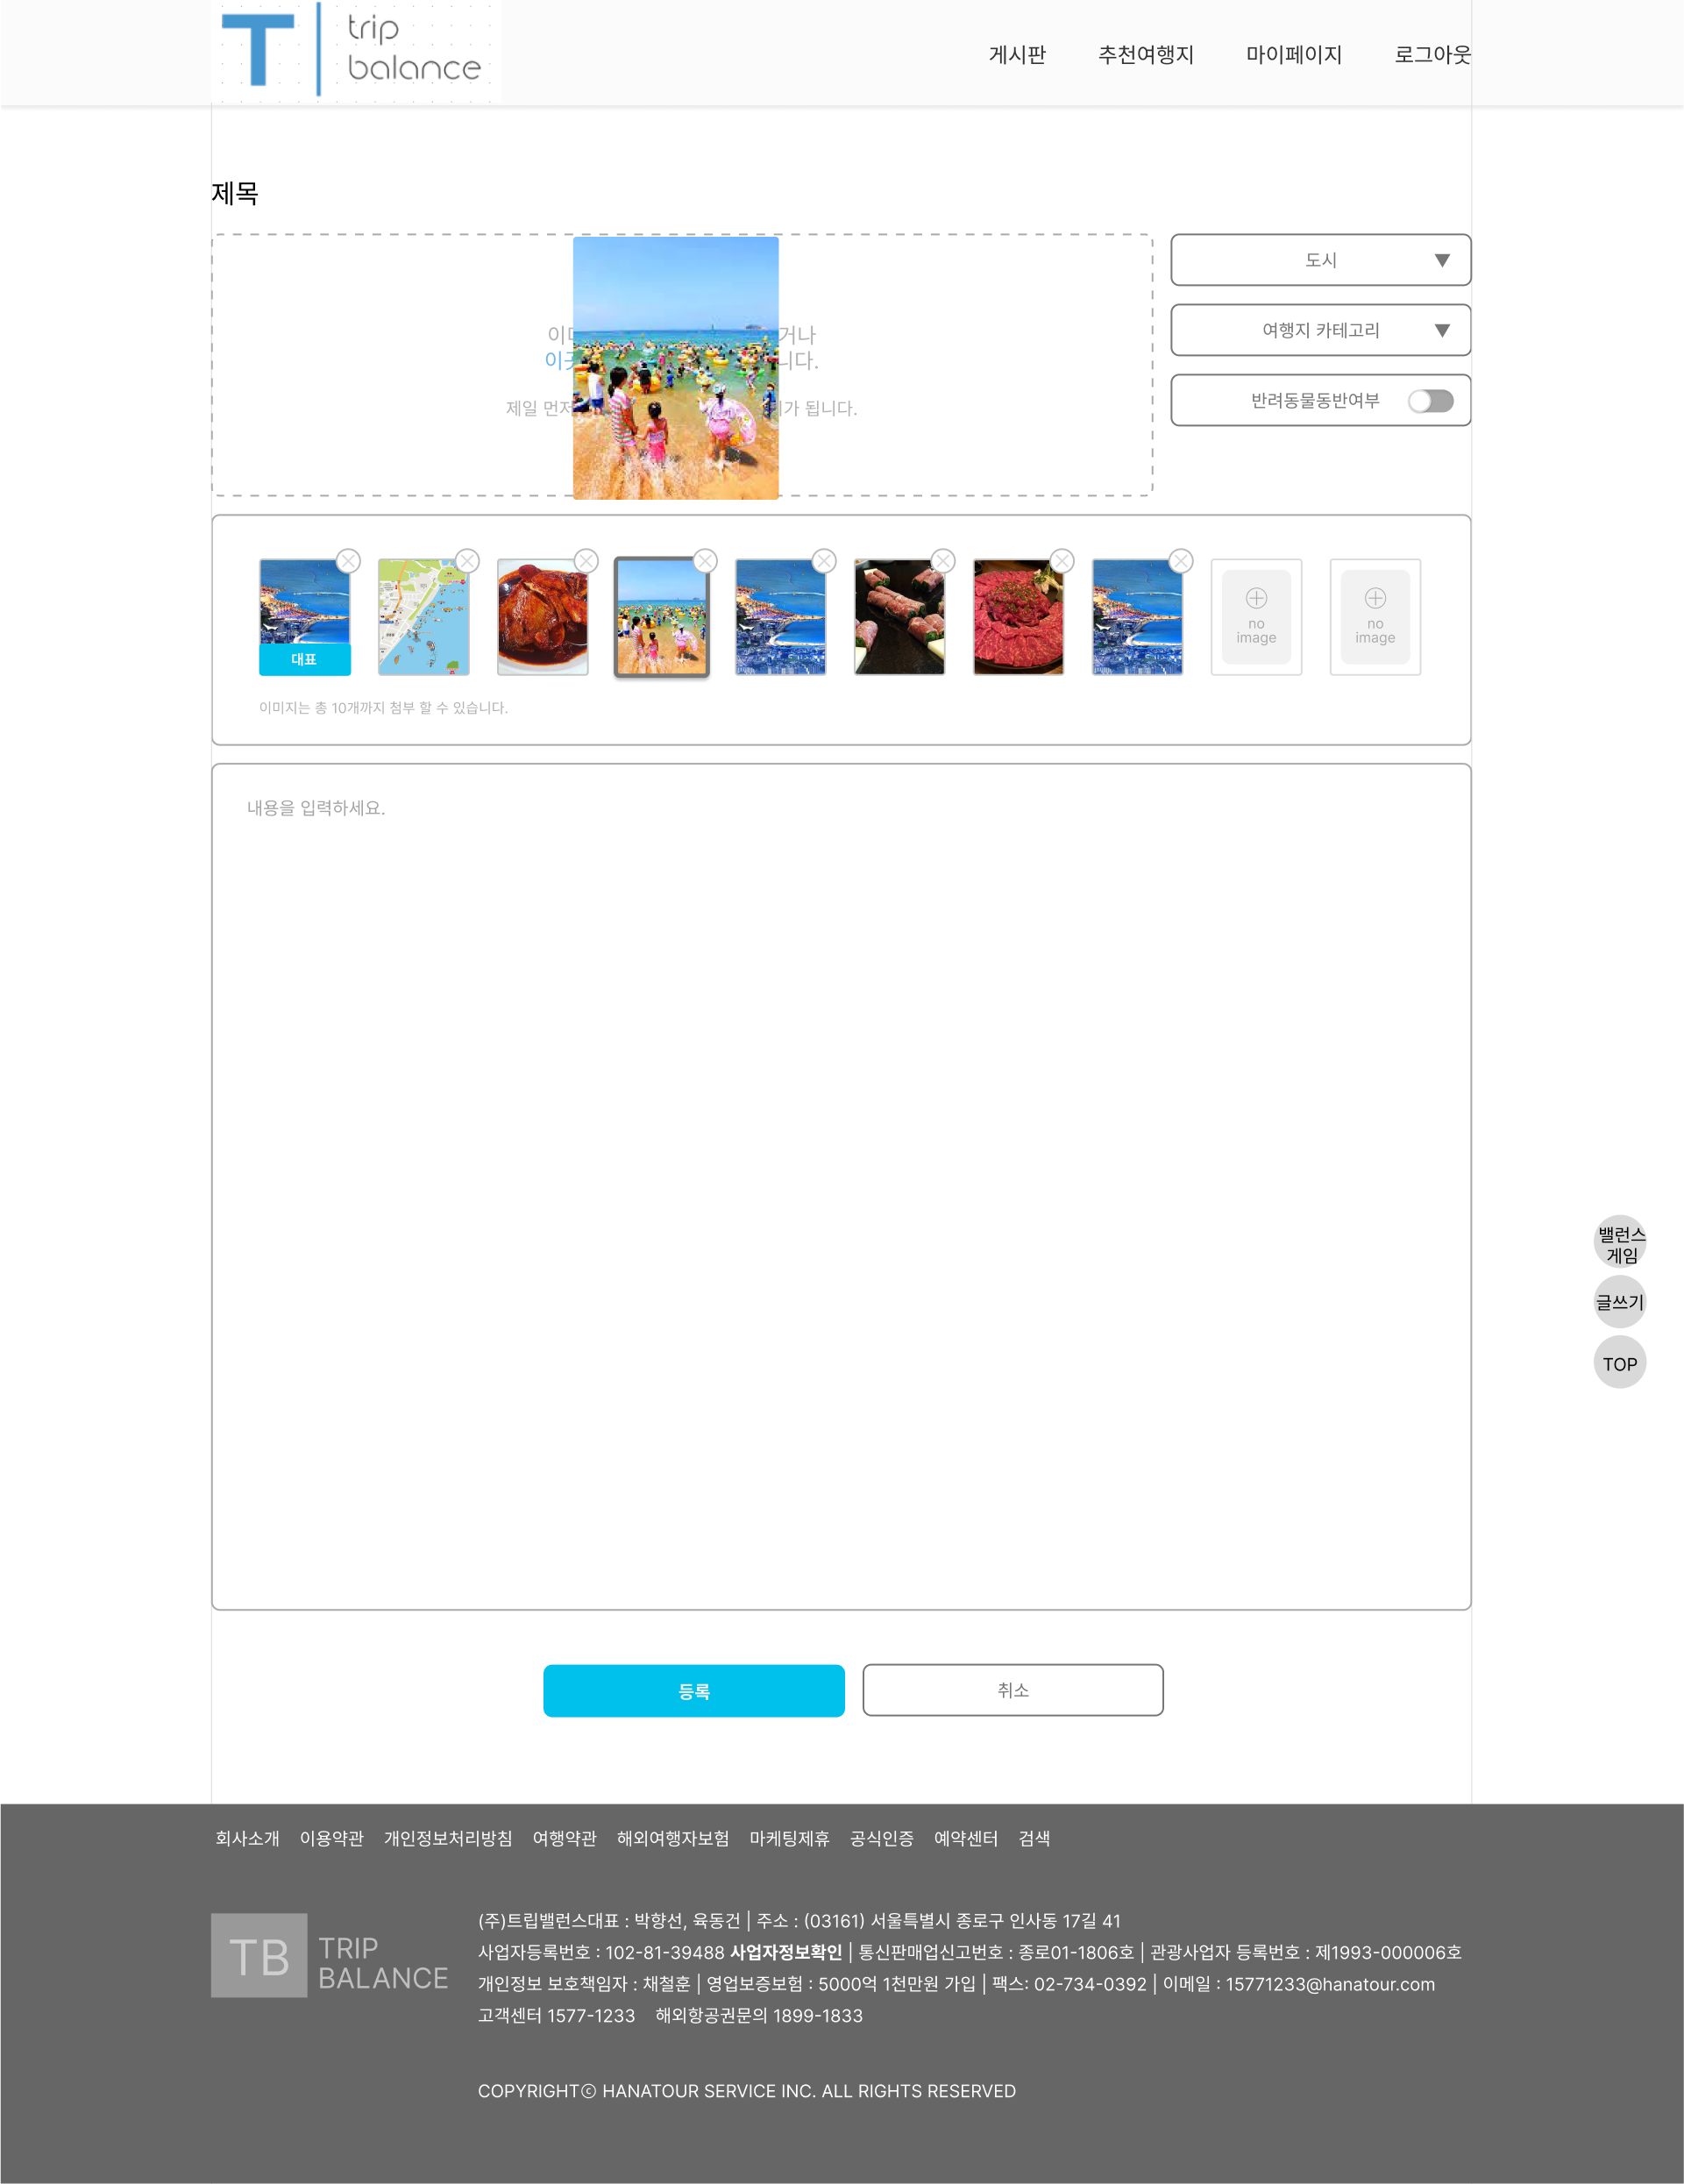 T
trip
balance
게시판
추천여행지
마이페이지
로그아웃
제목
거나
니다.
제일 먼저
가 됩니다.
도시
여행지 카테고리
반려동물동반여부
대표
no
image
no
image
이미지는 총 10개까지 첨부 할 수 있습니다.
내용을 입력하세요.
밸런스
게임
글쓰기
TOP
등록
취소
회사소개 이용약관 개인정보처리방침 여행약관 해외여행자보험 마케팅제휴 공식인증 예약센터 검색
TB
TRIP
BALANCE
(주)트립밸런스대표 : 박향선, 육동건 | 주소 : (03161) 서울특별시 종로구 인사동 17길 41
사업자등록번호 : 102-81-39488 사업자정보확인 | 통신판매업신고번호 : 종로01-1806호 | 관광사업자 등록번호 : 제1993-000006호
개인정보 보호책임자 : 채철훈 | 영업보증보험 : 5000억 1천만원 가입 | 팩스: 02-734-0392 | 이메일 : 15771233@hanatour.com
고객센터 1577-1233 해외항공권문의 1899-1833
COPYRIGHTⓒ HANATOUR SERVICE INC. ALL RIGHTS RESERVED